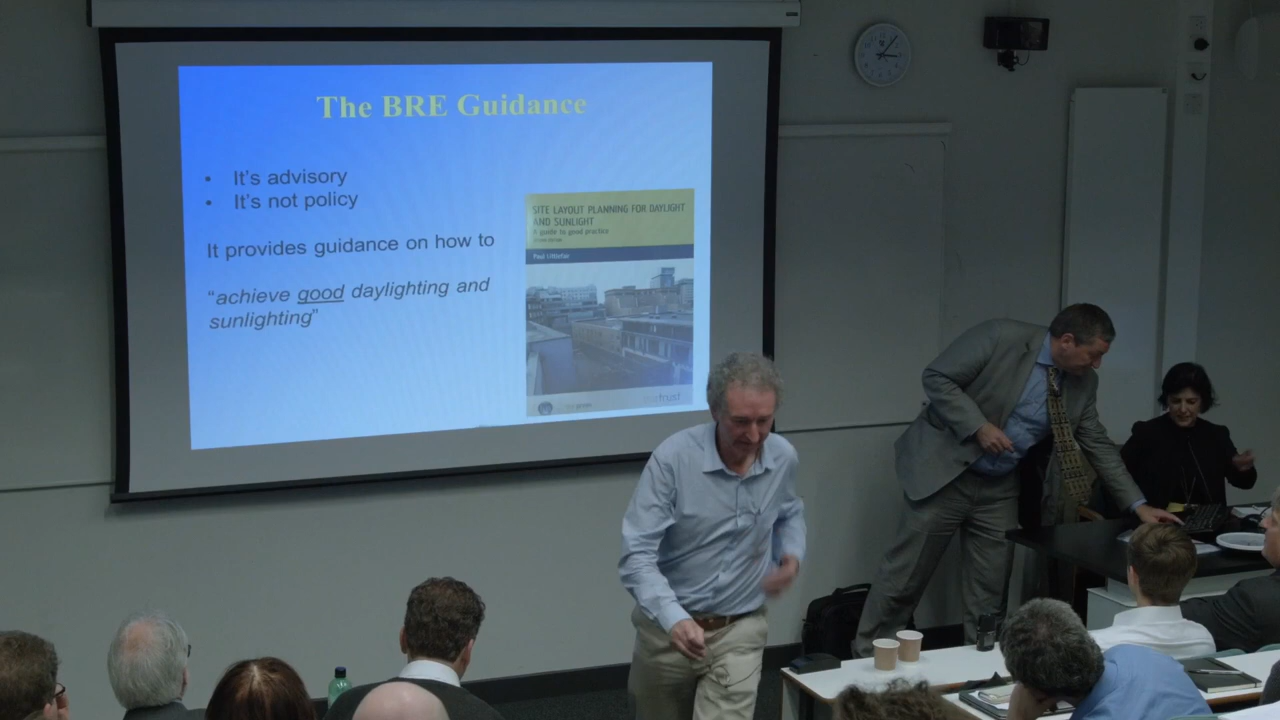 The BRE Guidance
• It's advisory
• It's not policy
It provides guidance on how to
“achieve good daylighting and
sunlighting”
SITE LAYOUT PLANNING FOR DAYLIGHT
AND SUNLIGHT
A guide to good practice
Paul Littlefair
trust